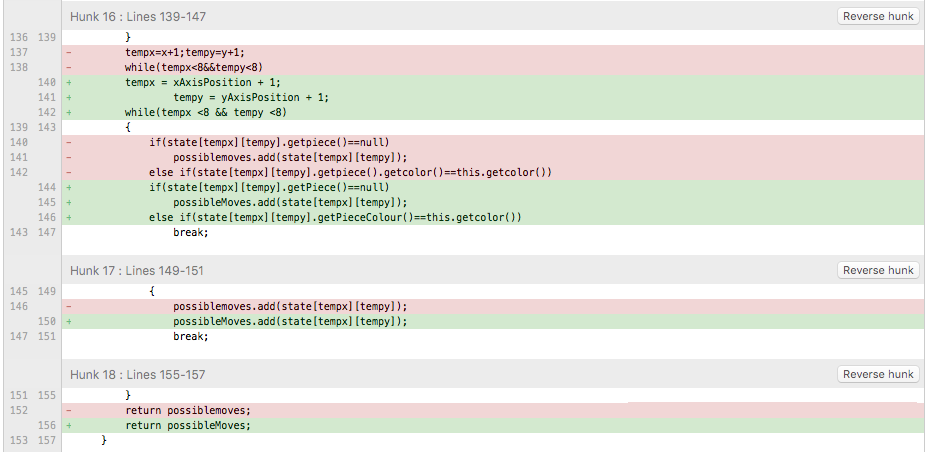 Hunk 16 : Lines 139-147
Reverse hunk
136 139 }
137 - tempx=x+1;tempy=y+1;
138 - while(tempx<8&&tempy<8)
140 + tempx = xAxisPosition + 1;
141 + tempy = yAxisPosition + 1;
142 + while(tempx <8 && tempy <8)
139 143 {
140 - if(state[tempx][tempy].getpiece()==null)
141 - possiblemoves.add(state[tempx][tempy]);
142 - else if(state[tempx][tempy].getpiece().getcolor()==this.getcolor())
144 + if(state[tempx][tempy].getPiece()==null)
145 + possibleMoves.add(state[tempx][tempy]);
146 + else if(state[tempx][tempy].getPieceColour()==this.getcolor())
143 147 break;
Hunk 17 : Lines 149-151
Reverse hunk
145 149 {
146 - possiblemoves.add(state[tempx][tempy]);
150 + possibleMoves.add(state[tempx][tempy]);
147 151 break;
Hunk 18 : Lines 155-157
Reverse hunk
151 155 }
152 - return possiblemoves;
156 + return possibleMoves;
153 157 }